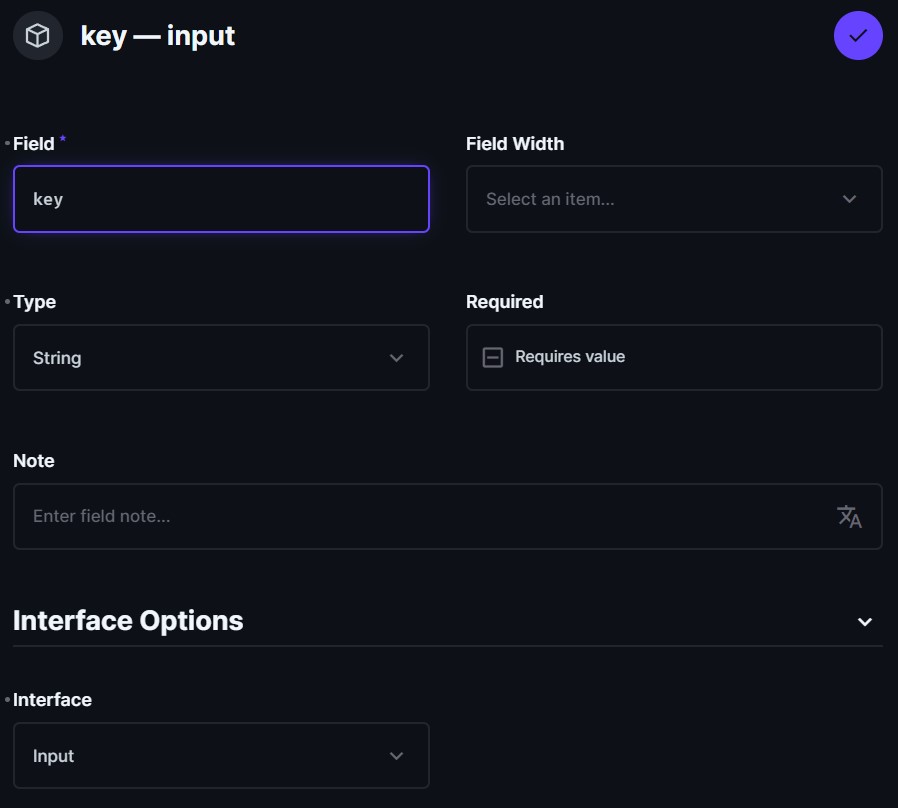 key — input
Field *
Field Width
key
Select an item...
Type
Required
String
Requires value
Note
Enter field note...
Interface Options
Interface
Input